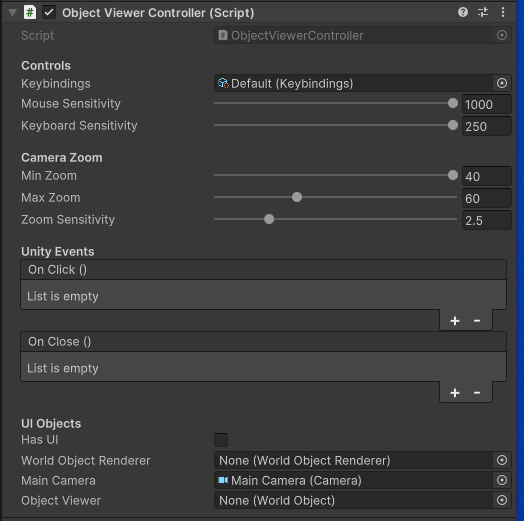 Object Viewer Controller (Script)
Script ObjectViewerController
Controls
Keybindings Default (Keybindings)
Mouse Sensitivity 1000
Keyboard Sensitivity 250
Camera Zoom
Min Zoom 40
Max Zoom 60
Zoom Sensitivity 2.5
Unity Events
On Click ()
List is empty
+ -
On Close ()
List is empty
+ -
UI Objects
Has UI
World Object Renderer None (World Object Renderer)
Main Camera Main Camera (Camera)
Object Viewer None (World Object)